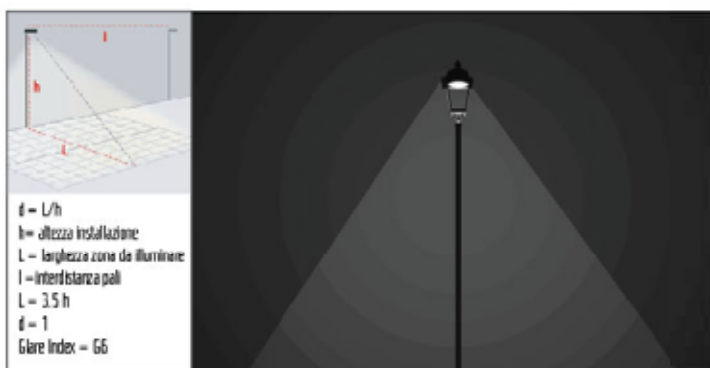 l
h
L
d = L/h
h= altezza installazione
L = larghezza zona da illuminare
l =interdistanza pali
L = 3.5 h
d = 1
Glare Index = G6